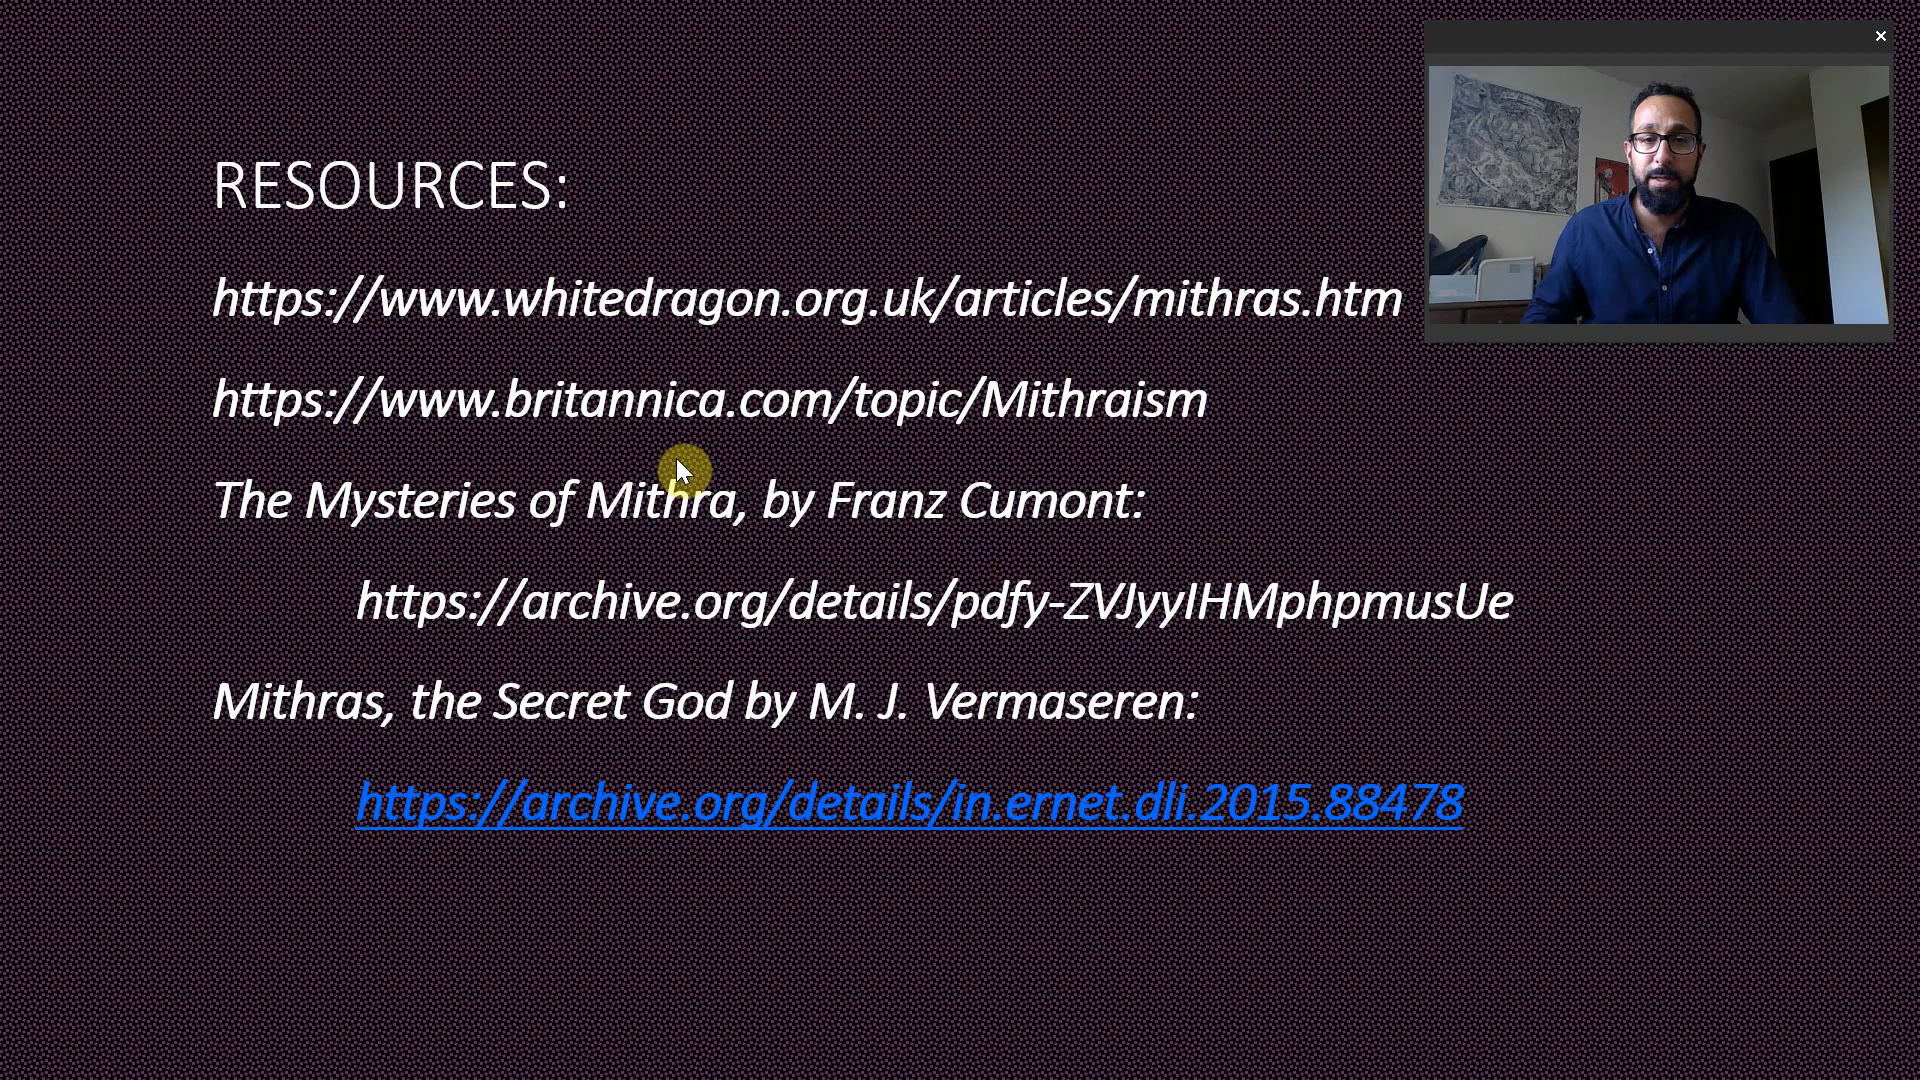 RESOURCES:
https://www.whitedragon.org.uk/articles/mithras.htm
https://www.britannica.com/topic/Mithraism
The Mysteries of Mithra, by Franz Cumont:
https://archive.org/details/pdfy-ZVJyyIHMphpmusUe
Mithras, the Secret God by M. J. Vermaseren:
https://archive.org/details/in.ernet.dli.2015.88478